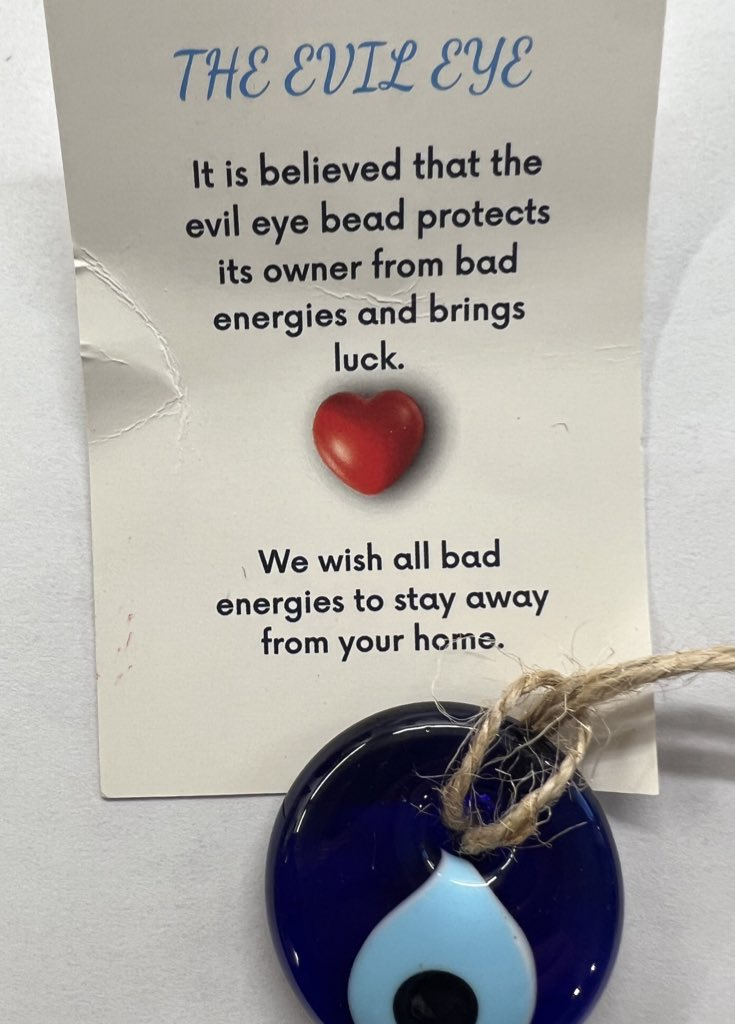 THE EVIL EYE
It is believed that the
evil eye bead protects
its owner from bad
energies and brings
luck.
We wish all bad
energies to stay away
from your home.